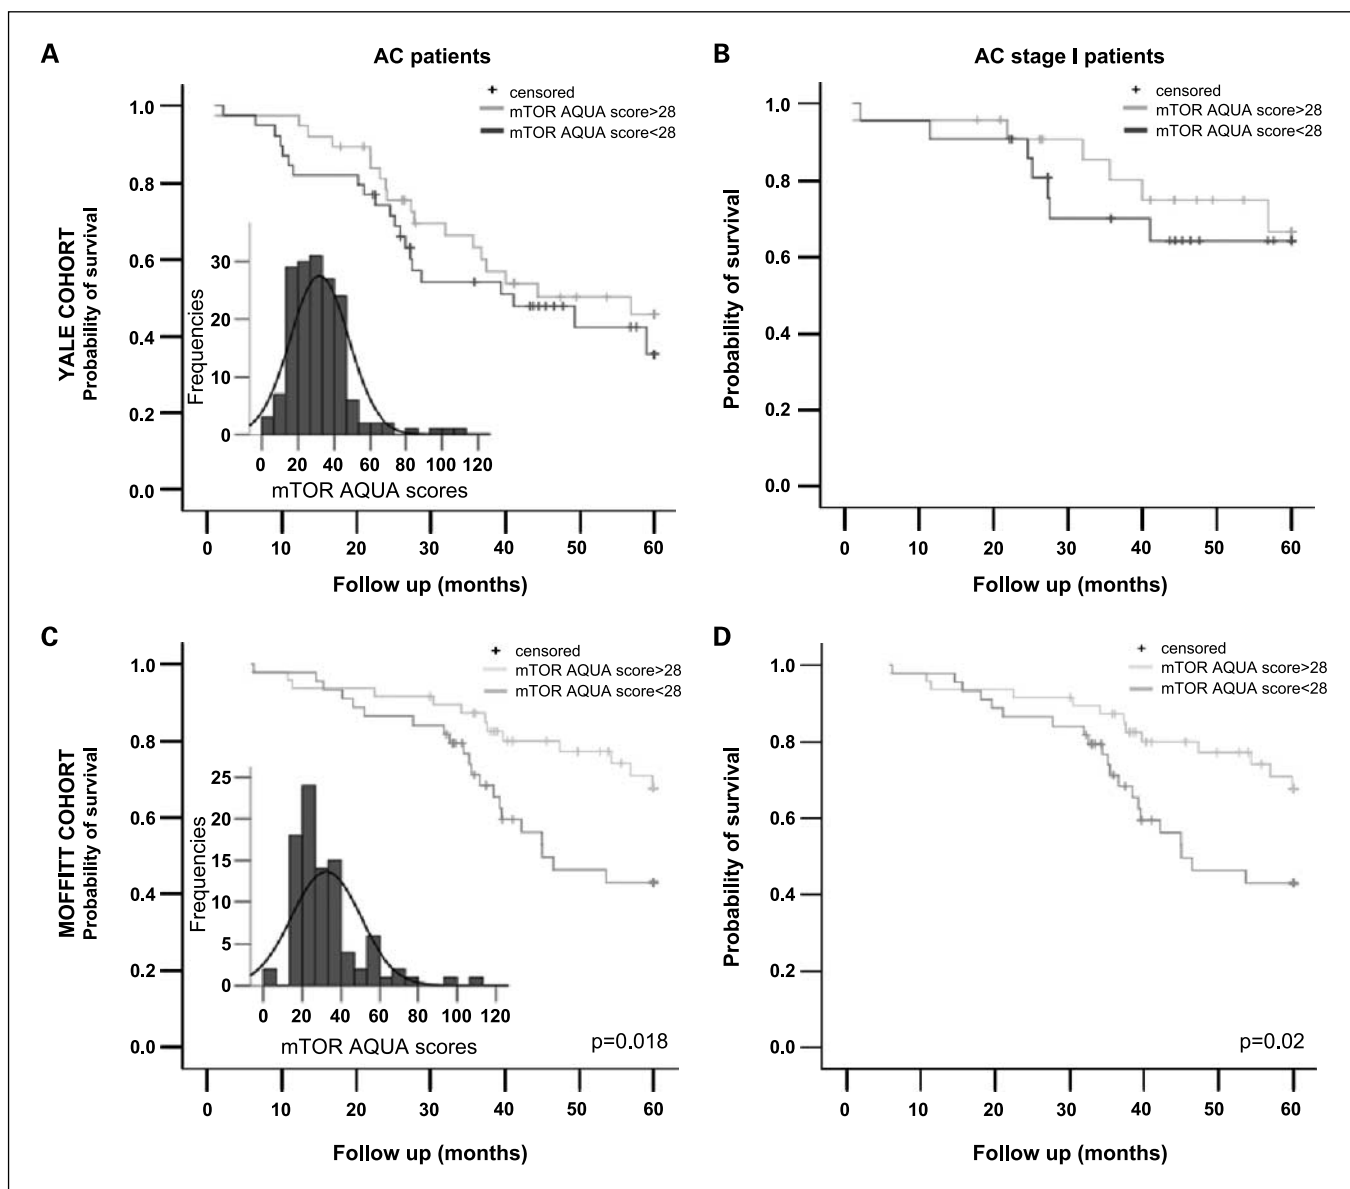 A
AC patients
+ censored
mTOR AQUA score>28
mTOR AQUA score<28
YALE COHORT
Probability of survival
1.0
0.8
0.6
0.4
0.2
0.0
Frequencies
30
20
10
0
0 20 40 60 80 100 120
mTOR AQUA scores
0 10 20 30 40 50 60
Follow up (months)
B
AC stage I patients
+ censored
mTOR AQUA score>28
mTOR AQUA score<28
Probability of survival
1.0
0.8
0.6
0.4
0.2
0.0
0 10 20 30 40 50 60
Follow up (months)
C
+ censored
mTOR AQUA score>28
mTOR AQUA score<28
MOFFITT COHORT
Probability of survival
1.0
0.8
0.6
0.4
0.2
0.0
Frequencies
25
20
15
10
5
0
0 20 40 60 80 100 120
mTOR AQUA scores
p=0.018
0 10 20 30 40 50 60
Follow up (months)
D
+ censored
mTOR AQUA score>28
mTOR AQUA score<28
Probability of survival
1.0
0.8
0.6
0.4
0.2
0.0
p=0.02
0 10 20 30 40 50 60
Follow up (months)